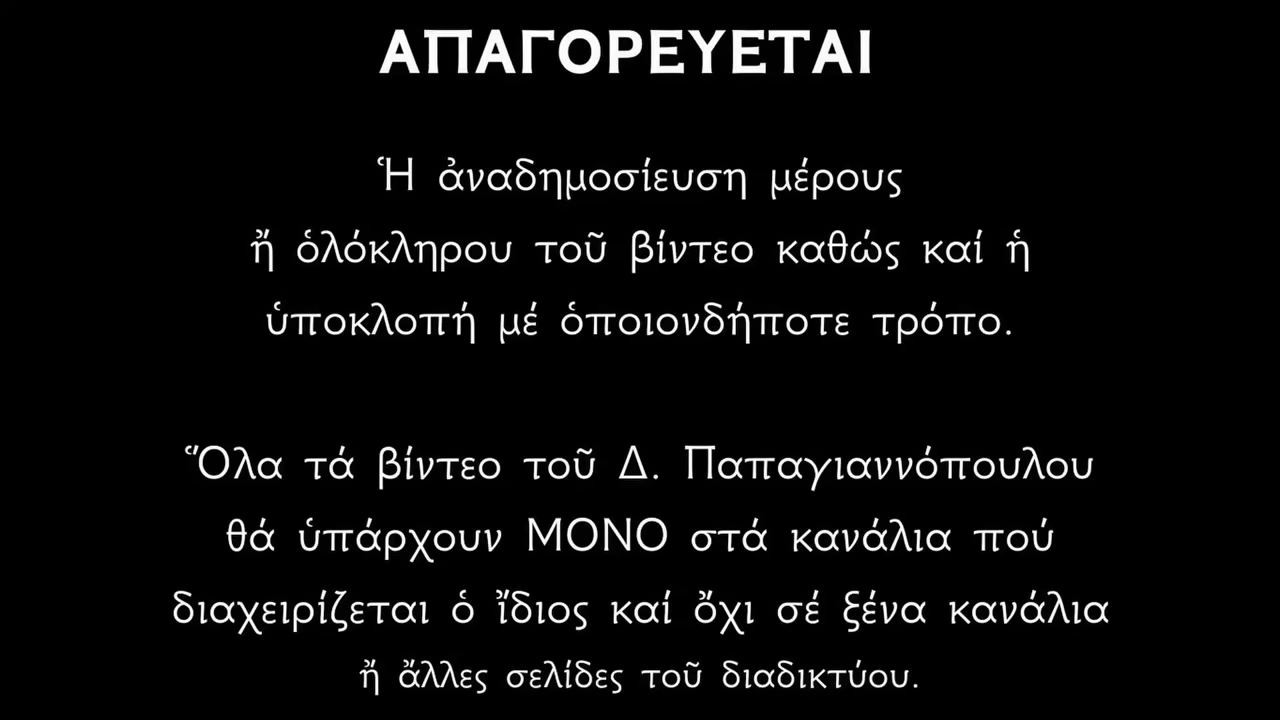 ΑΠΑΓΟΡΕΥΕΤΑΙ
Ἡ ἀναδημοσίευση μέρους
ἤ ὁλόκληρου τοῦ βίντεο καθώς καί ἡ
ὑποκλοπή μέ ὁποιονδήποτε τρόπο.
Ὅλα τά βίντεο τοῦ Δ. Παπαγιαννόπουλου
θά ὑπάρχουν ΜΟΝΟ στά κανάλια πού
διαχειρίζεται ὁ ἴδιος καί ὄχι σέ ξένα κανάλια
ἤ ἄλλες σελίδες τοῦ διαδικτύου.